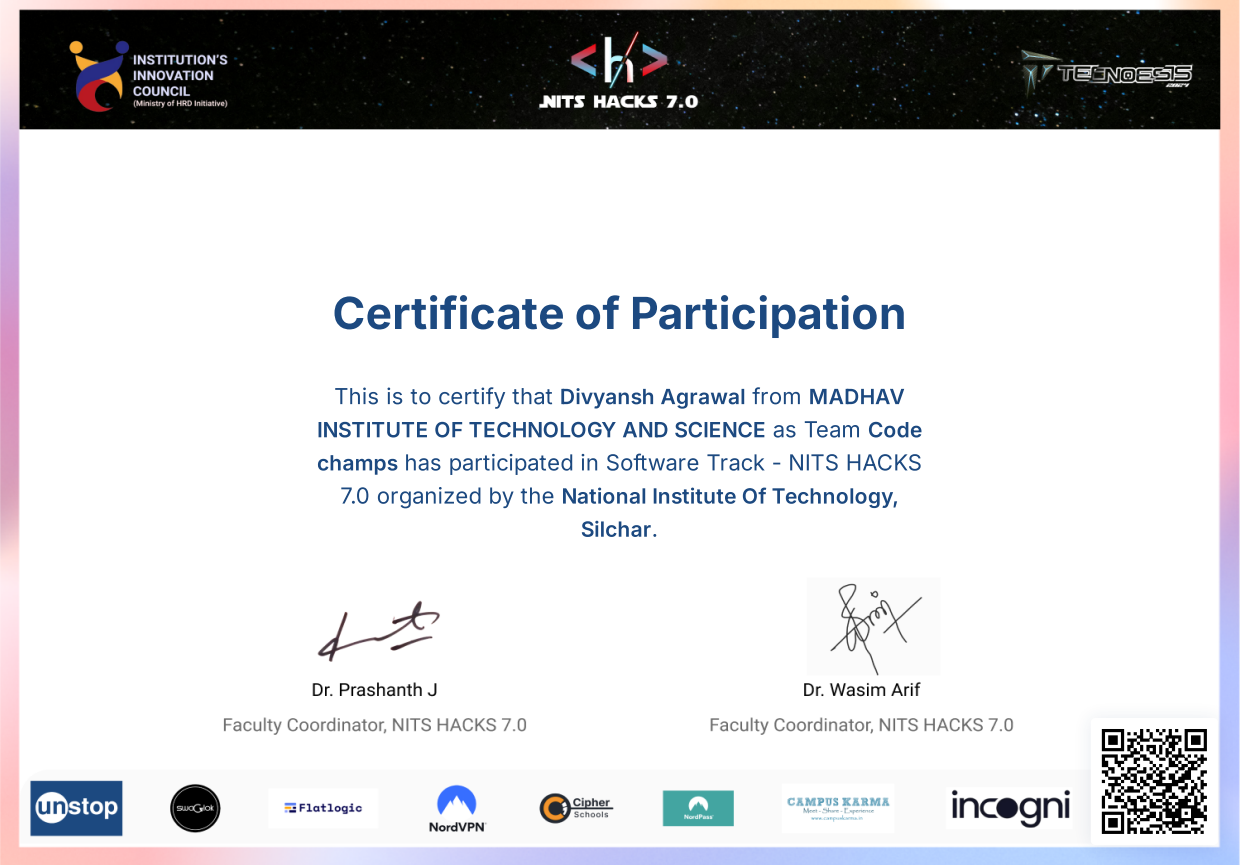 INSTITUTION'S
INNOVATION
COUNCIL
(Ministry of HRD Initiative)
<h>
NITS HACKS 7.0
TECNOESIS
2024
Certificate of Participation
This is to certify that Divyansh Agrawal from MADHAV
INSTITUTE OF TECHNOLOGY AND SCIENCE as Team Code
champs has participated in Software Track - NITS HACKS
7.0 organized by the National Institute Of Technology,
Silchar.
Dr. Prashanth J
Faculty Coordinator, NITS HACKS 7.0
Dr. Wasim Arif
Faculty Coordinator, NITS HACKS 7.0
unstop
swaGlok
Flatlogic
NordVPN
Cipher
Schools
NordPass
CAMPUS KARMA
Meet - Share - Experience
www.campuskarma.in
incogni